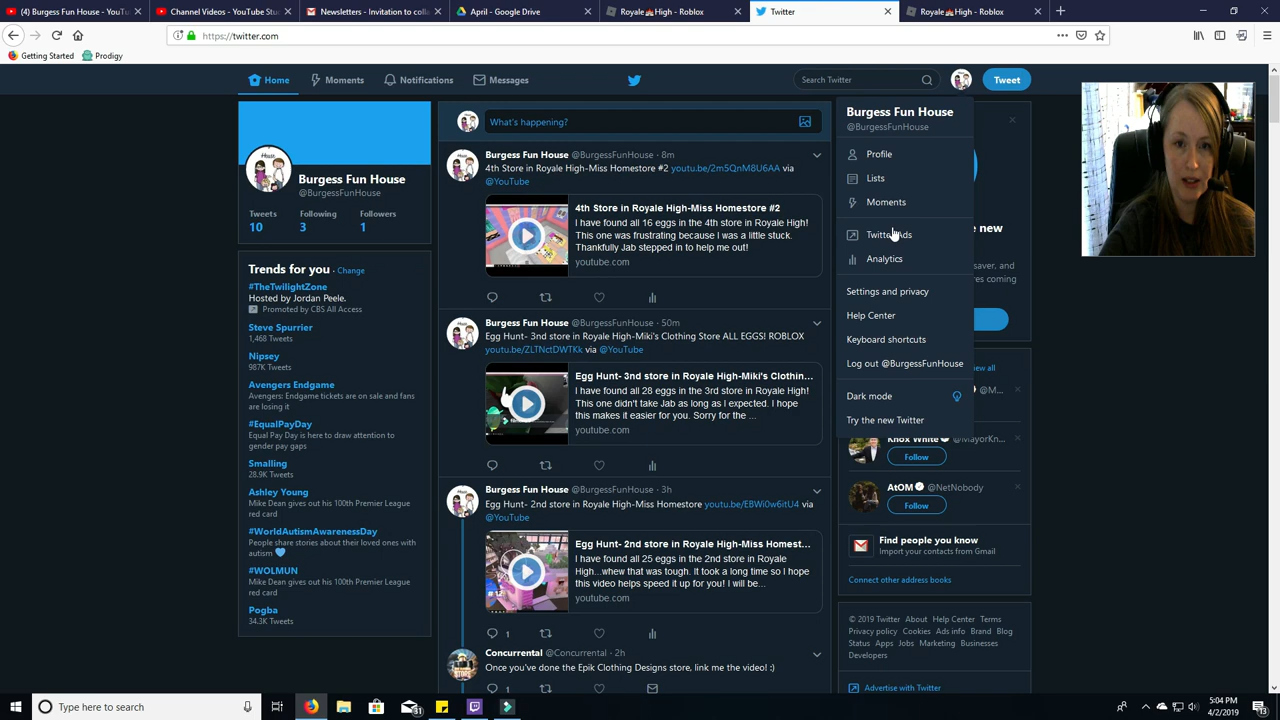 (4) Burgess Fun House - YouTu
Channel Videos - YouTube Stu
Newsletters - Invitation to colla
April - Google Drive
Royale High - Roblox
Twitter
Royale High - Roblox
https://twitter.com
Getting Started
Prodigy
Home
Moments
Notifications
Messages
Search Twitter
Tweet
Burgess Fun House
@BurgessFunHouse
Tweets
Following
Followers
10
3
1
Trends for you · Change
#TheTwilightZone
Hosted by Jordan Peele.
Promoted by CBS All Access
Steve Spurrier
1,468 Tweets
Nipsey
987K Tweets
Avengers Endgame
Avengers: Endgame tickets are on sale and fans
are losing it
#EqualPayDay
Equal Pay Day is here to draw attention to
gender pay gaps
Smalling
28.9K Tweets
Ashley Young
Mike Dean gives out his 100th Premier League
red card
#WorldAutismAwarenessDay
People share stories about their loved ones with
autism
#WOLMUN
Mike Dean gives out his 100th Premier League
red card
Pogba
34.3K Tweets
What's happening?
Burgess Fun House @BurgessFunHouse · 8m
4th Store in Royale High-Miss Homestore #2 youtu.be/2m5QnM8U6AA via
@YouTube
4th Store in Royale High-Miss Homestore #2
I have found all 16 eggs in the 4th store in Royale High!
This one was frustrating because I was a little stuck.
Thankfully Jab stepped in to help me out!
youtube.com
Burgess Fun House @BurgessFunHouse · 50m
Egg Hunt- 3nd store in Royale High-Miki's Clothing Store ALL EGGS! ROBLOX
youtu.be/ZLTNctDWTKk via @YouTube
Egg Hunt- 3nd store in Royale High-Miki's Clothin...
I have found all 28 eggs in the 3rd store in Royale High!
This one didn't take Jab as long as I expected. I hope
this makes it easier for you. Sorry for the ...
youtube.com
Burgess Fun House @BurgessFunHouse · 3h
Egg Hunt- 2nd store in Royale High-Miss Homestore youtu.be/EBWi0w6itU4 via
@YouTube
Egg Hunt- 2nd store in Royale High-Miss Homest...
I have found all 25 eggs in the 2nd store in Royale
High...whew that was tough. It took a long time so I hope
this video helps speed it up for you! I will be...
youtube.com
1
Concurrental @Concurrental · 2h
Once you've done the Epik Clothing Designs store, link me the video! :)
1
Burgess Fun House
@BurgessFunHouse
Profile
Lists
Moments
Twitter Ads
Analytics
Settings and privacy
Help Center
Keyboard shortcuts
Log out @BurgessFunHouse
Dark mode
Try the new Twitter
new
saver, and
es coming
ew all
@M...
Knox White @MayorKn...
Follow
AtOM @NetNobody
Follow
Find people you know
Import your contacts from Gmail
Connect other address books
© 2019 Twitter About Help Center Terms
Privacy policy Cookies Ads info Brand Blog
Status Apps Jobs Marketing Businesses
Developers
Advertise with Twitter
Type here to search
31
5:04 PM
4/2/2019
13